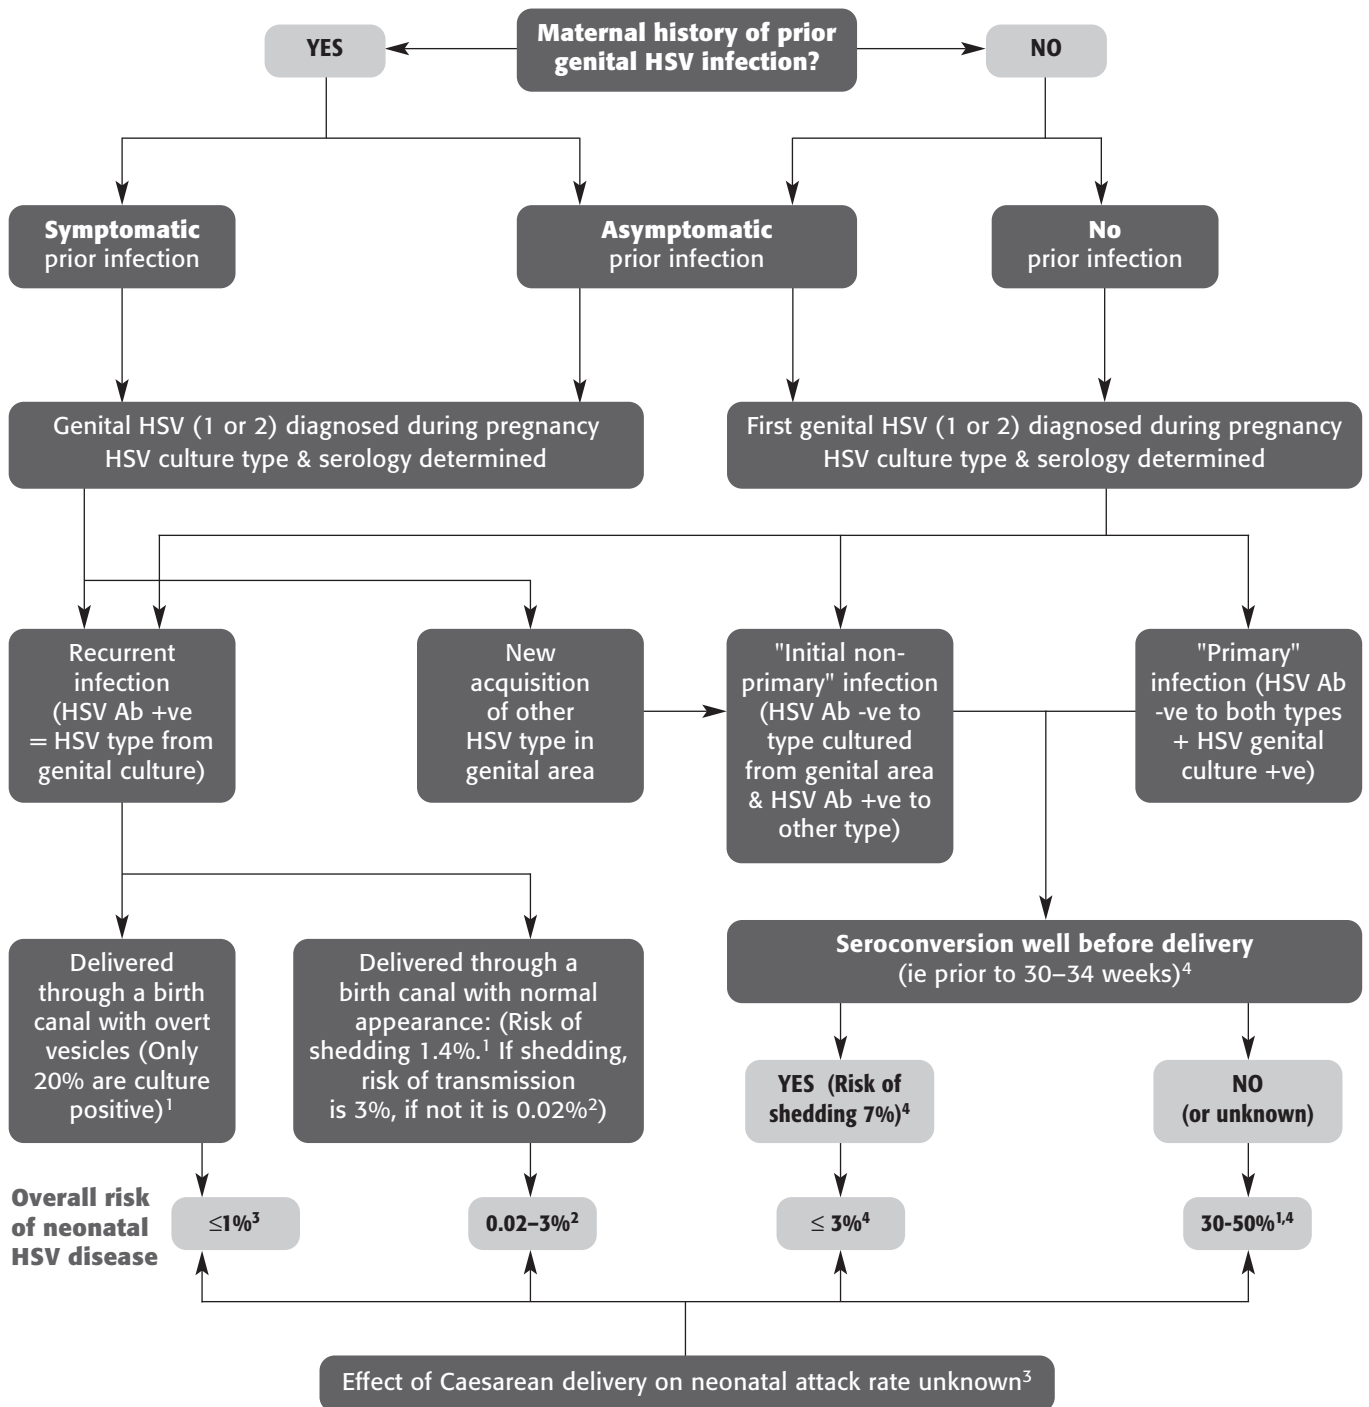 Maternal history of prior
genital HSV infection?
YES
NO
Symptomatic
prior infection
Asymptomatic
prior infection
No
prior infection
Genital HSV (1 or 2) diagnosed during pregnancy
HSV culture type & serology determined
First genital HSV (1 or 2) diagnosed during pregnancy
HSV culture type & serology determined
Recurrent
infection
(HSV Ab +ve
= HSV type from
genital culture)
New
acquisition
of other
HSV type in
genital area
"Initial non-
primary" infection
(HSV Ab -ve to
type cultured
from genital area
& HSV Ab +ve to
other type)
"Primary"
infection (HSV Ab
-ve to both types
+ HSV genital
culture +ve)
Delivered
through a birth
canal with overt
vesicles (Only
20% are culture
positive)¹
Delivered through a
birth canal with normal
appearance: (Risk of
shedding 1.4%.¹ If shedding,
risk of transmission
is 3%, if not it is 0.02%²)
Seroconversion well before delivery
(ie prior to 30–34 weeks)⁴
YES (Risk of
shedding 7%)⁴
NO
(or unknown)
Overall risk
of neonatal
HSV disease
≤1%³
0.02–3%²
≤ 3%⁴
30-50%¹,⁴
Effect of Caesarean delivery on neonatal attack rate unknown³